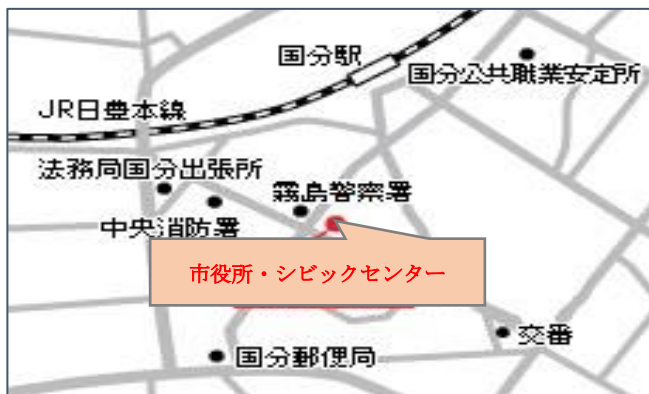 国分駅
国分公共職業安定所
JR日豊本線
法務局国分出張所
霧島警察署
中央消防署
市役所・シビックセンター
交番
国分郵便局